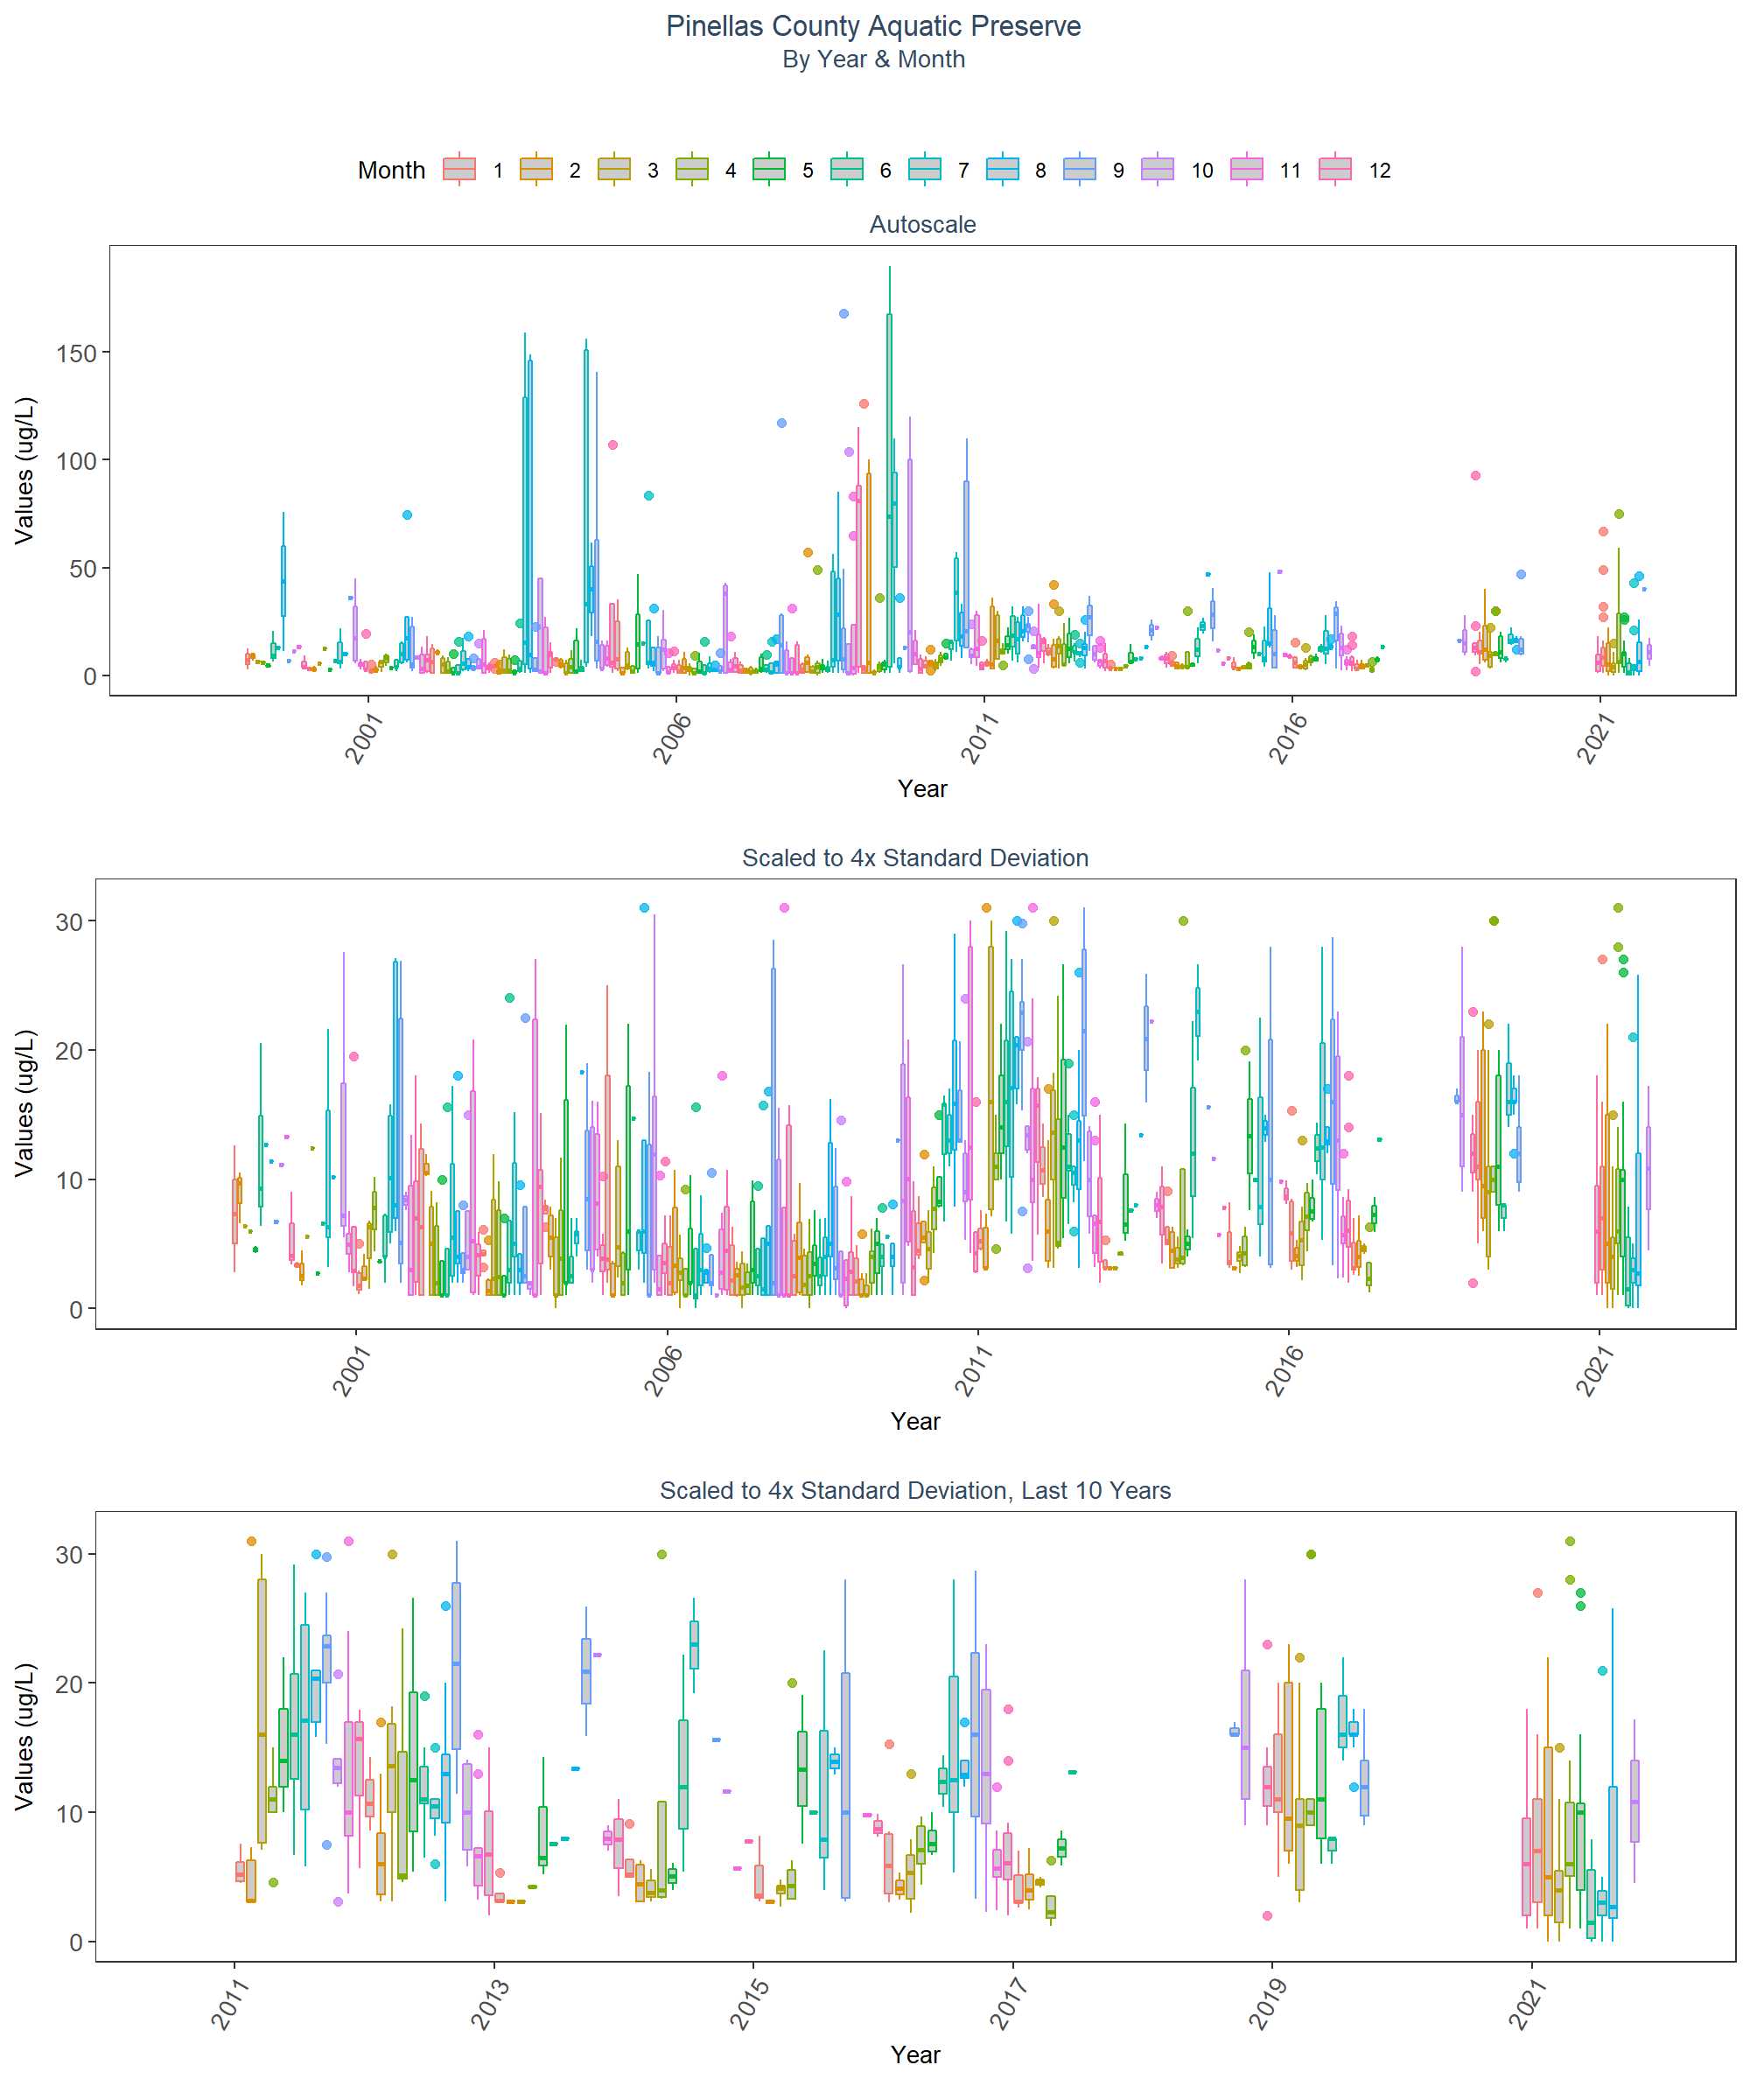 Pinellas County Aquatic Preserve
By Year & Month
Month 1 2 3 4 5 6 7 8 9 10 11 12
Autoscale
Values (ug/L)
150
100
50
0
2001 2006 2011 2016 2021
Year
Scaled to 4x Standard Deviation
Values (ug/L)
30
20
10
0
2001 2006 2011 2016 2021
Year
Scaled to 4x Standard Deviation, Last 10 Years
Values (ug/L)
30
20
10
0
2011 2013 2015 2017 2019 2021
Year